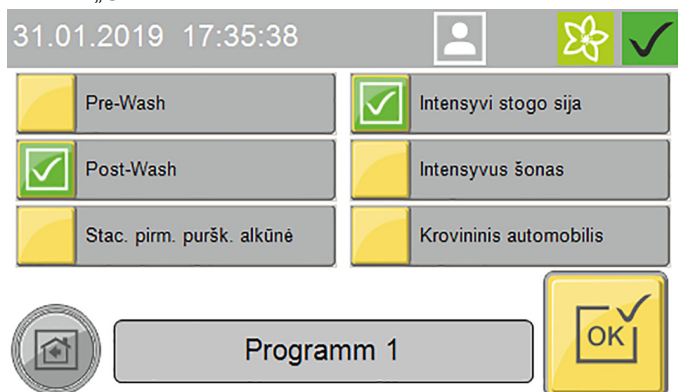 31.01.2019 17:35:38
Pre-Wash
Intensyvi stogo sija
Post-Wash
Intensyvus šonas
Stac. pirm. puršk. alkūnė
Krovininis automobilis
Programm 1
OK